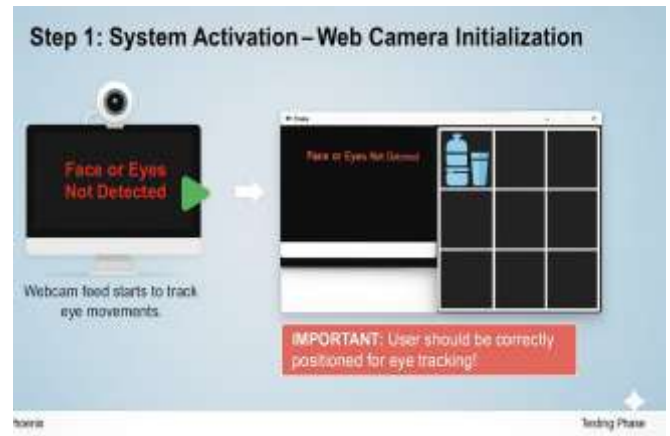 Step 1: System Activation – Web Camera Initialization
Face or Eyes
Not Detected
Face or Eyes Not Detected
Webcam feed starts to track
eye movements.
IMPORTANT: User should be correctly
positioned for eye tracking!
Phoenix
Testing Phase